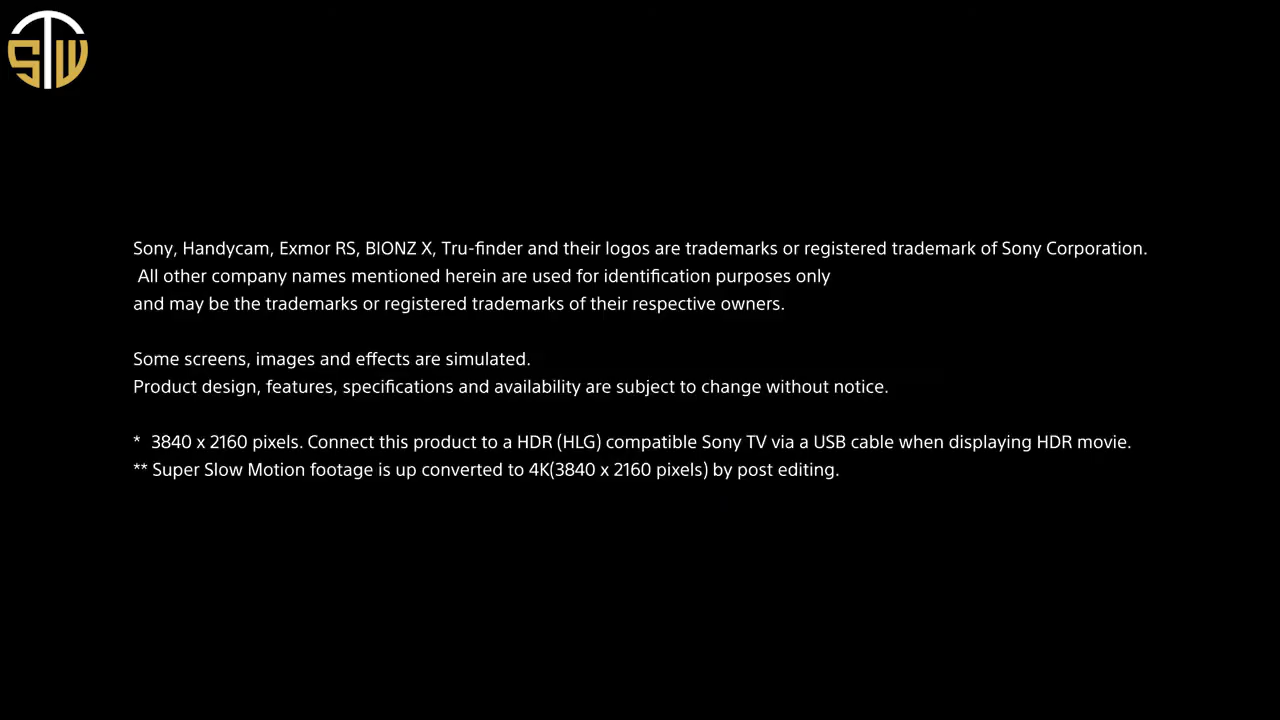 STW
Sony, Handycam, Exmor RS, BIONZ X, Tru-finder and their logos are trademarks or registered trademark of Sony Corporation.
All other company names mentioned herein are used for identification purposes only
and may be the trademarks or registered trademarks of their respective owners.
Some screens, images and effects are simulated.
Product design, features, specifications and availability are subject to change without notice.
* 3840 x 2160 pixels. Connect this product to a HDR (HLG) compatible Sony TV via a USB cable when displaying HDR movie.
** Super Slow Motion footage is up converted to 4K(3840 x 2160 pixels) by post editing.